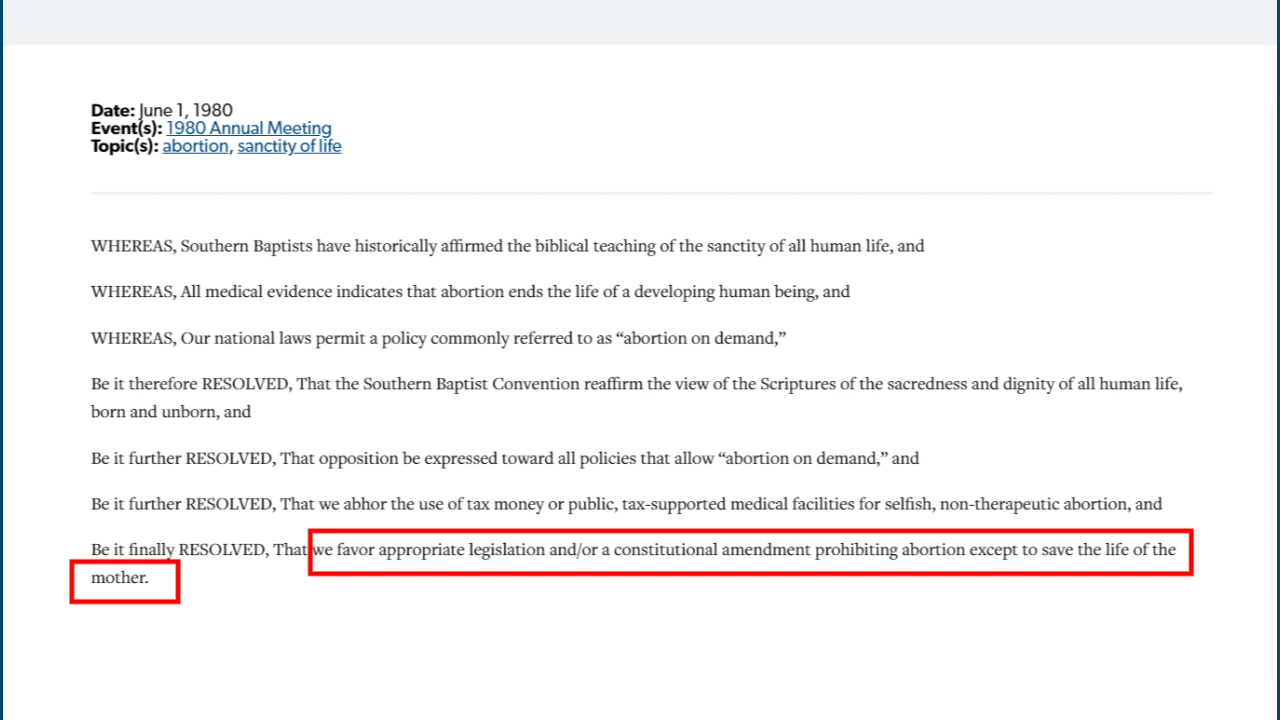 Date: June 1, 1980
Event(s): 1980 Annual Meeting
Topic(s): abortion, sanctity of life
WHEREAS, Southern Baptists have historically affirmed the biblical teaching of the sanctity of all human life, and
WHEREAS, All medical evidence indicates that abortion ends the life of a developing human being, and
WHEREAS, Our national laws permit a policy commonly referred to as “abortion on demand,”
Be it therefore RESOLVED, That the Southern Baptist Convention reaffirm the view of the Scriptures of the sacredness and dignity of all human life,
born and unborn, and
Be it further RESOLVED, That opposition be expressed toward all policies that allow “abortion on demand,” and
Be it further RESOLVED, That we abhor the use of tax money or public, tax-supported medical facilities for selfish, non-therapeutic abortion, and
Be it finally RESOLVED, That we favor appropriate legislation and/or a constitutional amendment prohibiting abortion except to save the life of the
mother.